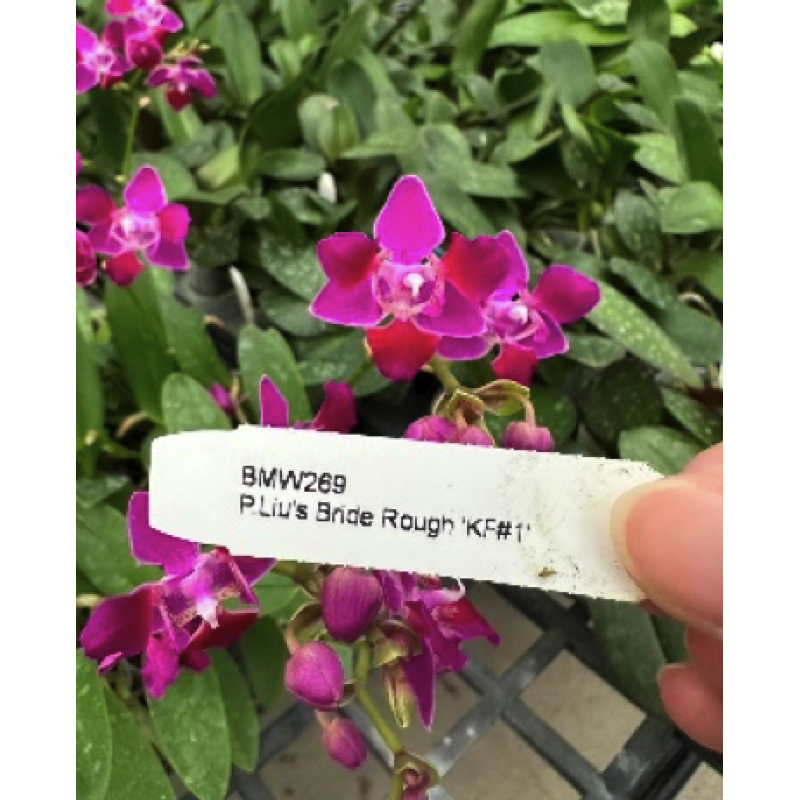 BMW269
P.Liu's Bride Rough 'KF#1'